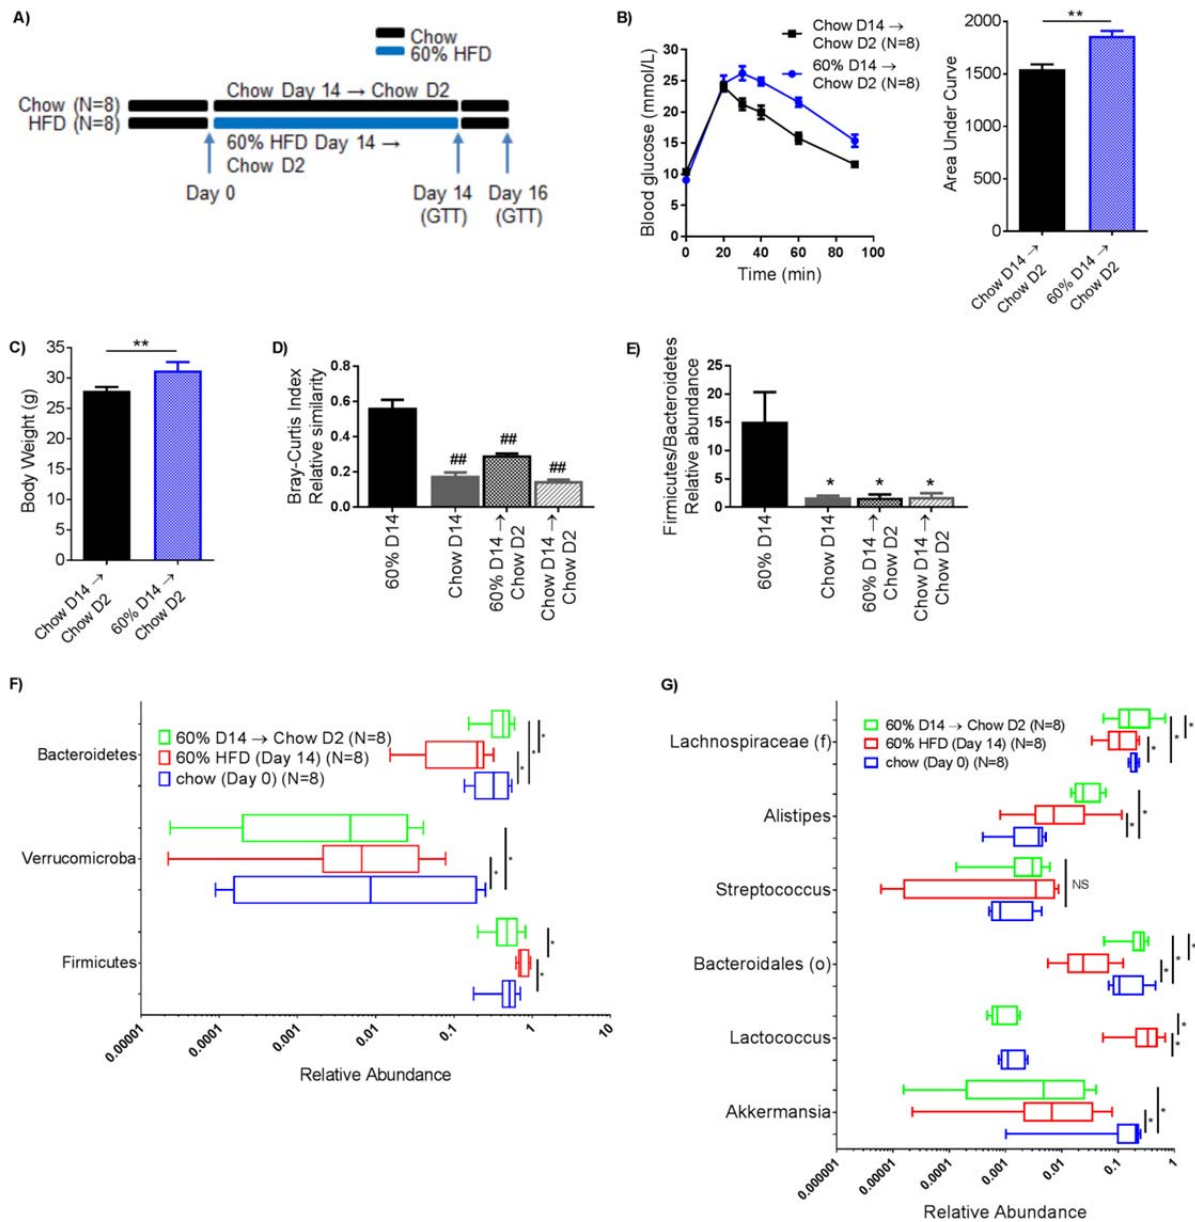 A)
Chow
60% HFD
Chow Day 14 → Chow D2
Chow (N=8)
HFD (N=8)
60% HFD Day 14 →
Chow D2
Day 0
Day 14
(GTT)
Day 16
(GTT)
B)
Chow D14 →
Chow D2 (N=8)
60% D14 →
Chow D2 (N=8)
Blood glucose (mmol/L)
30
25
20
15
10
5
0
0 20 40 60 80 100
Time (min)
**
Area Under Curve
2000
1500
1000
500
0
Chow D14 →
Chow D2
60% D14 →
Chow D2
C)
**
Body Weight (g)
35
30
25
20
15
10
5
0
Chow D14 →
Chow D2
60% D14 →
Chow D2
D)
Bray-Curtis Index
Relative similarity
0.8
0.6
0.4
0.2
0.0
##
##
##
60% D14
Chow D14
60% D14 →
Chow D2
Chow D14 →
Chow D2
E)
Firmicutes/Bacteroidetes
Relative abundance
25
20
15
10
5
0
*
*
*
60% D14
Chow D14
60% D14 →
Chow D2
Chow D14 →
Chow D2
F)
60% D14 → Chow D2 (N=8)
60% HFD (Day 14) (N=8)
chow (Day 0) (N=8)
Bacteroidetes
* * *
Verrucomicroba
* *
Firmicutes
* *
0.00001 0.0001 0.001 0.01 0.1 1 10
Relative Abundance
G)
60% D14 → Chow D2 (N=8)
60% HFD (Day 14) (N=8)
chow (Day 0) (N=8)
Lachnospiraceae (f)
* * *
Alistipes
* *
Streptococcus
NS
Bacteroidales (o)
* * *
Lactococcus
* *
Akkermansia
* *
0.000001 0.00001 0.0001 0.001 0.01 0.1 1
Relative Abundance